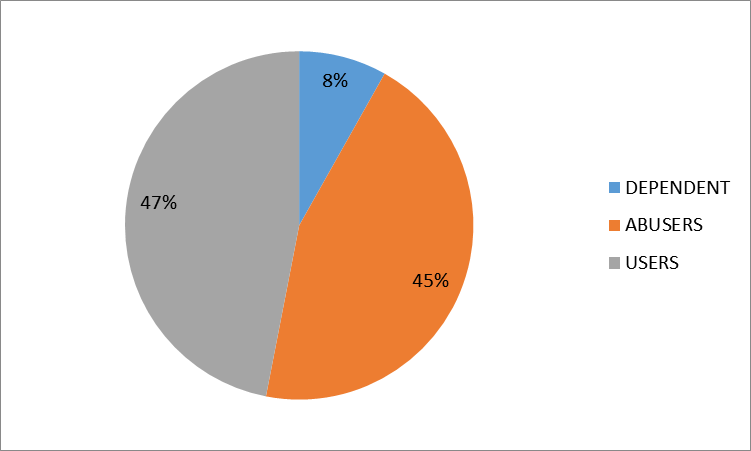 8%
47%
45%
DEPENDENT
ABUSERS
USERS